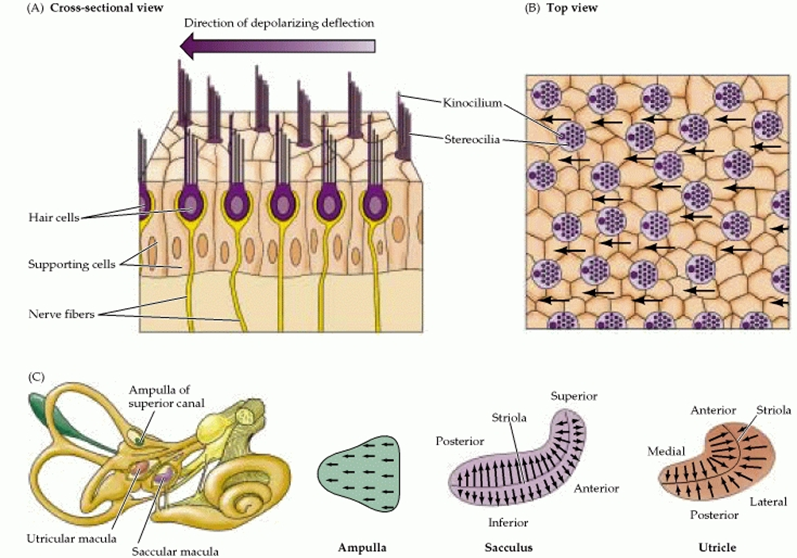 (A) Cross-sectional view
Direction of depolarizing deflection
(B) Top view
Kinocilium
Stereocilia
Hair cells
Supporting cells
Nerve fibers
(C)
Ampulla of
superior canal
Utricular macula
Saccular macula
Ampulla
Superior
Striola
Posterior
Anterior
Inferior
Sacculus
Anterior
Striola
Medial
Lateral
Posterior
Utricle